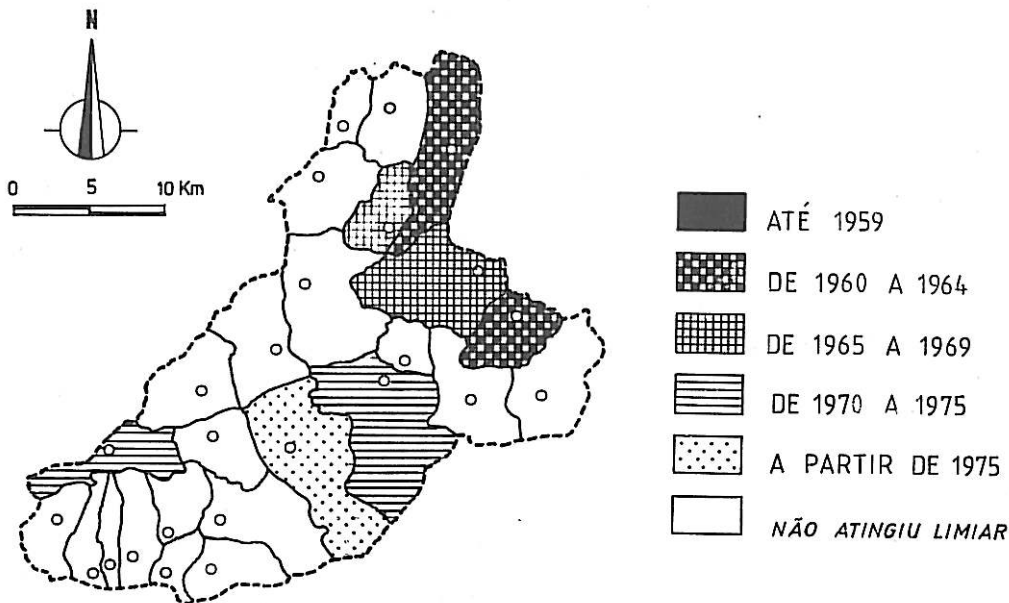 N
0 5 10 Km
ATÉ 1959
DE 1960 A 1964
DE 1965 A 1969
DE 1970 A 1975
A PARTIR DE 1975
NÃO ATINGIU LIMIAR